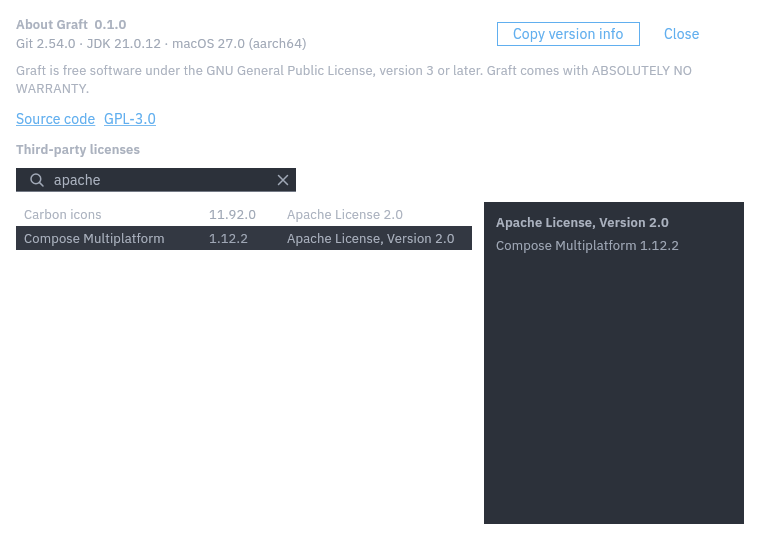 About Graft 0.1.0
Git 2.54.0 · JDK 21.0.12 · macOS 27.0 (aarch64)
Copy version info
Close
Graft is free software under the GNU General Public License, version 3 or later. Graft comes with ABSOLUTELY NO
WARRANTY.
Source code GPL-3.0
Third-party licenses
apache
Carbon icons 11.92.0 Apache License 2.0
Compose Multiplatform 1.12.2 Apache License, Version 2.0
Apache License, Version 2.0
Compose Multiplatform 1.12.2